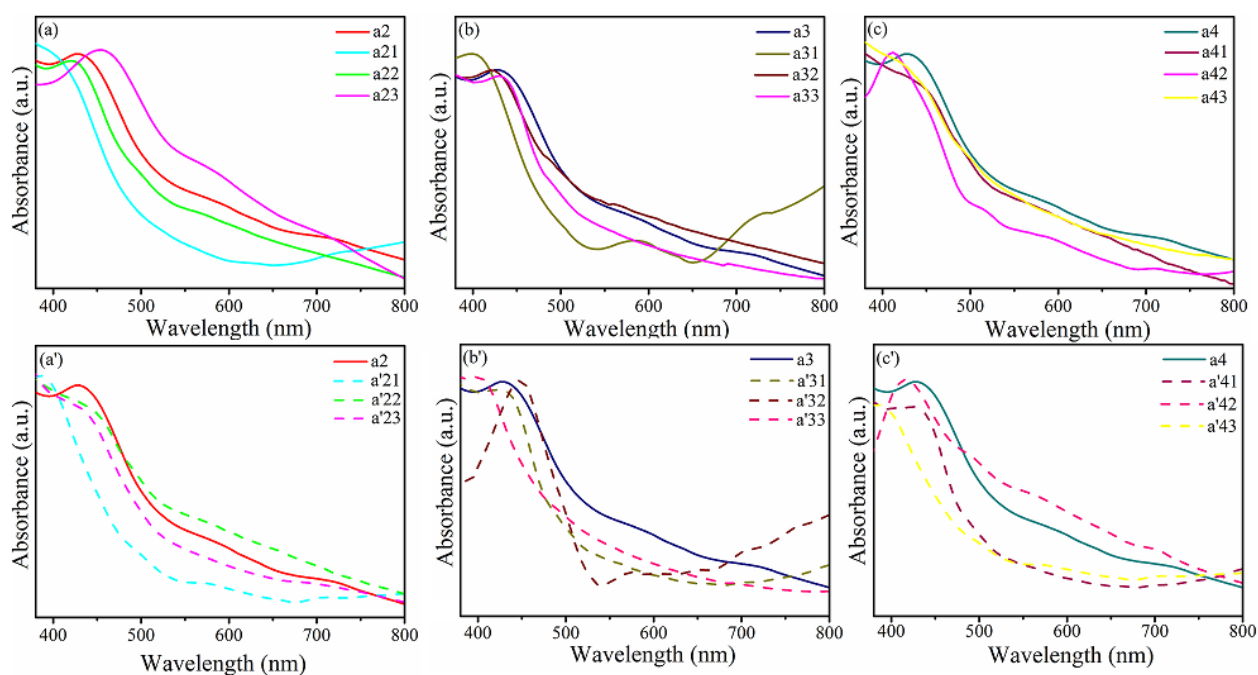 (a)
a2
a21
a22
a23
Absorbance (a.u.)
400 500 600 700 800
Wavelength (nm)
(b)
a3
a31
a32
a33
Absorbance (a.u.)
400 500 600 700 800
Wavelength (nm)
(c)
a4
a41
a42
a43
Absorbance (a.u.)
400 500 600 700 800
Wavelength (nm)
(a')
a2
a'21
a'22
a'23
Absorbance (a.u.)
400 500 600 700 800
Wavelength (nm)
(b')
a3
a'31
a'32
a'33
Absorbance (a.u.)
400 500 600 700 800
Wavelength (nm)
(c')
a4
a'41
a'42
a'43
Absorbance (a.u.)
400 500 600 700 800
Wavelength (nm)